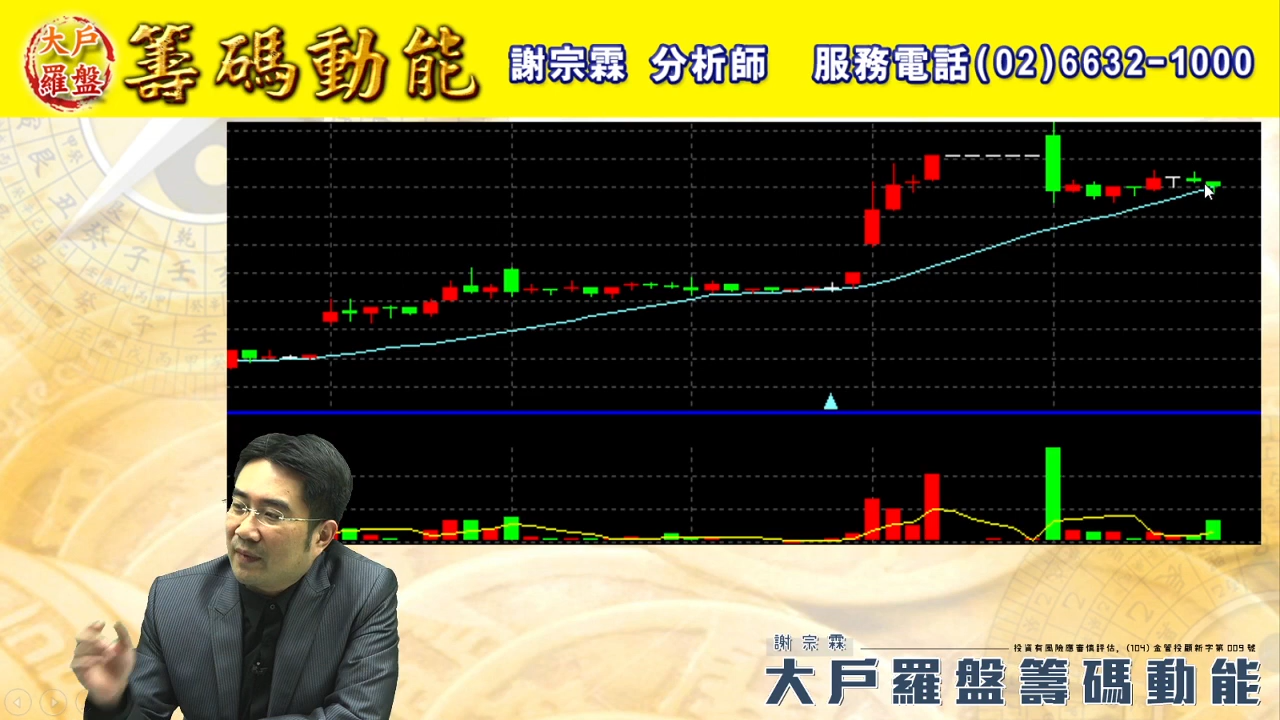 大戶
羅盤
籌碼動能
謝宗霖 分析師 服務電話(02)6632-1000
謝宗霖
投資有風險應審慎評估, (104)金管投顧新字第009號
大戶羅盤籌碼動能